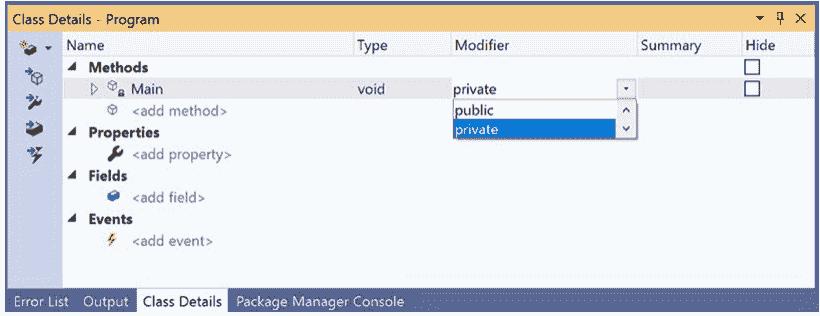 Class Details - Program
Name Type Modifier Summary Hide
Methods
Main void private
<add method> public
private
Properties
<add property>
Fields
<add field>
Events
<add event>
Error List Output Class Details Package Manager Console